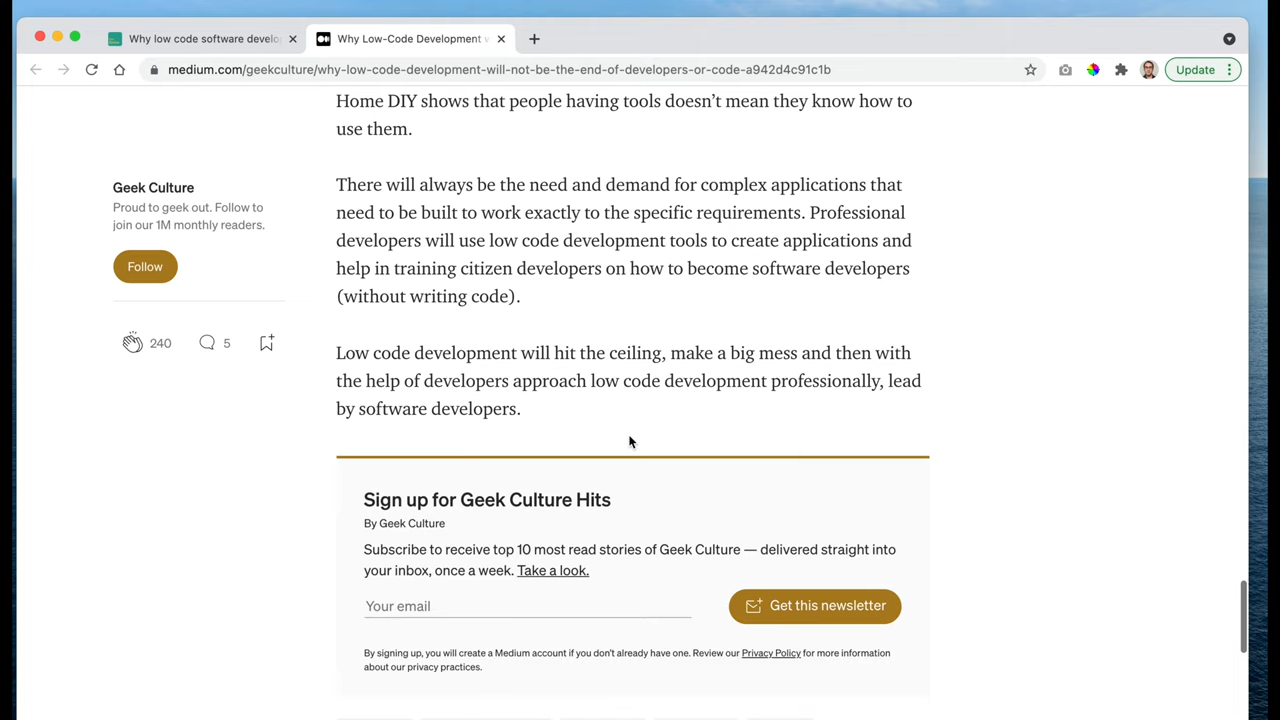 Why low code software develo
Why Low-Code Development v
medium.com/geekculture/why-low-code-development-will-not-be-the-end-of-developers-or-code-a942d4c91c1b
Update
Home DIY shows that people having tools doesn’t mean they know how to
use them.
Geek Culture
Proud to geek out. Follow to
join our 1M monthly readers.
Follow
240
5
There will always be the need and demand for complex applications that
need to be built to work exactly to the specific requirements. Professional
developers will use low code development tools to create applications and
help in training citizen developers on how to become software developers
(without writing code).
Low code development will hit the ceiling, make a big mess and then with
the help of developers approach low code development professionally, lead
by software developers.
Sign up for Geek Culture Hits
By Geek Culture
Subscribe to receive top 10 most read stories of Geek Culture — delivered straight into
your inbox, once a week. Take a look.
Your email
Get this newsletter
By signing up, you will create a Medium account if you don’t already have one. Review our Privacy Policy for more information
about our privacy practices.